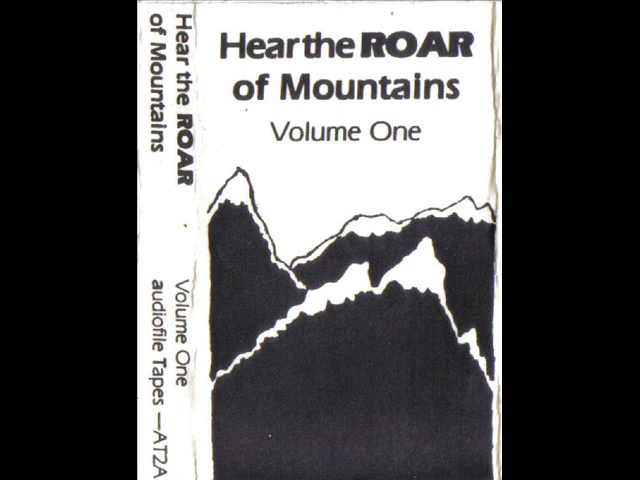 Hear the ROAR
of Mountains
Volume One
Hear the ROAR
of Mountains
Volume One
audiofile Tapes —AT2A